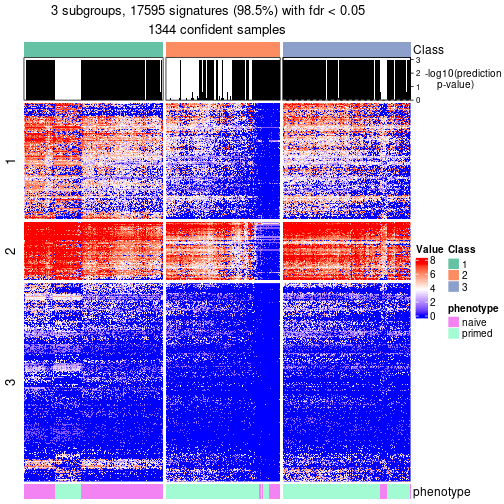 3 subgroups, 17595 signatures (98.5%) with fdr < 0.05
1344 confident samples
Class
3
2
1
0
-log10(prediction
p-value)
1
2
3
Value
8
6
4
2
0
Class
1
2
3
phenotype
naive
primed
phenotype